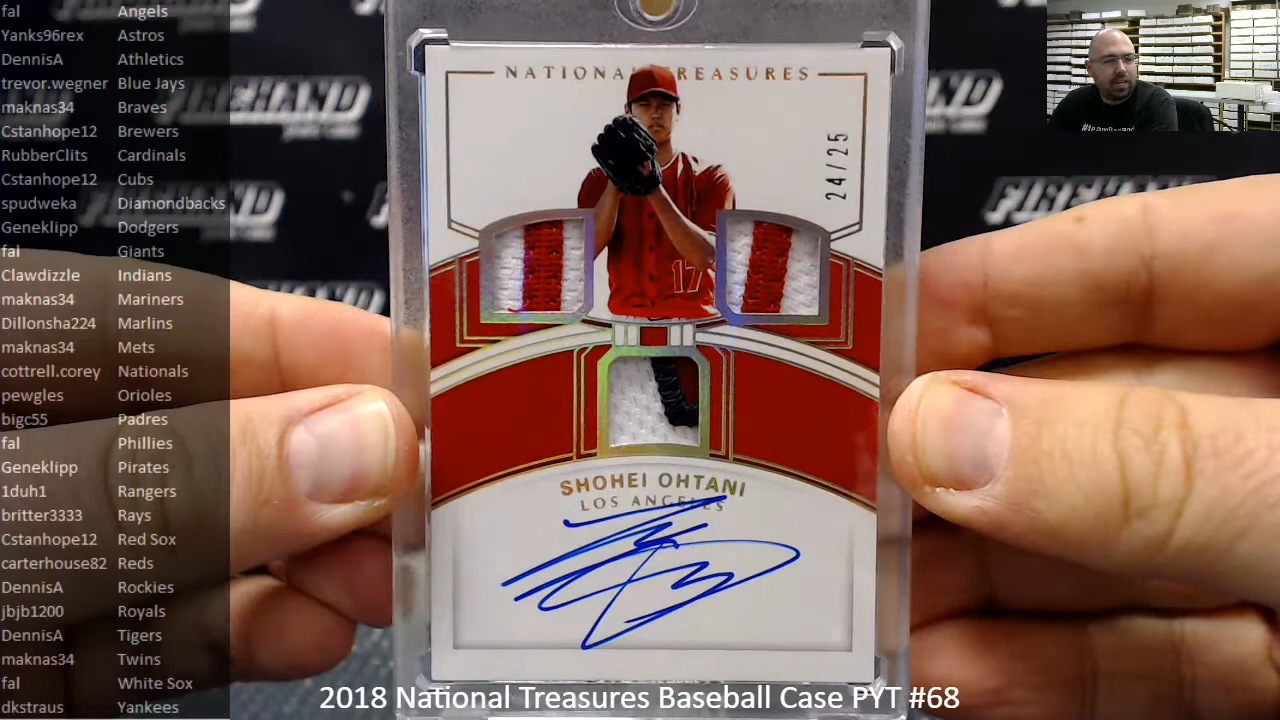 fal Angels
Yanks96rex Astros
DennisA Athletics
trevor.wegner Blue Jays
maknas34 Braves
Cstanhope12 Brewers
RubberClits Cardinals
Cstanhope12 Cubs
spudweka Diamondbacks
Geneklipp Dodgers
fal Giants
Clawdizzle Indians
maknas34 Mariners
Dillonsha224 Marlins
maknas34 Mets
cottrell.corey Nationals
pewgles Orioles
bigc55 Padres
fal Phillies
Geneklipp Pirates
1duh1 Rangers
britter3333 Rays
Cstanhope12 Red Sox
carterhouse82 Reds
DennisA Rockies
jbjb1200 Royals
DennisA Tigers
maknas34 Twins
fal White Sox
dkstraus Yankees
NATIONAL TREASURES
24/25
17
SHOHEI OHTANI
LOS ANGELES
FIREHAND
FIREHAND
2018 National Treasures Baseball Case PYT #68